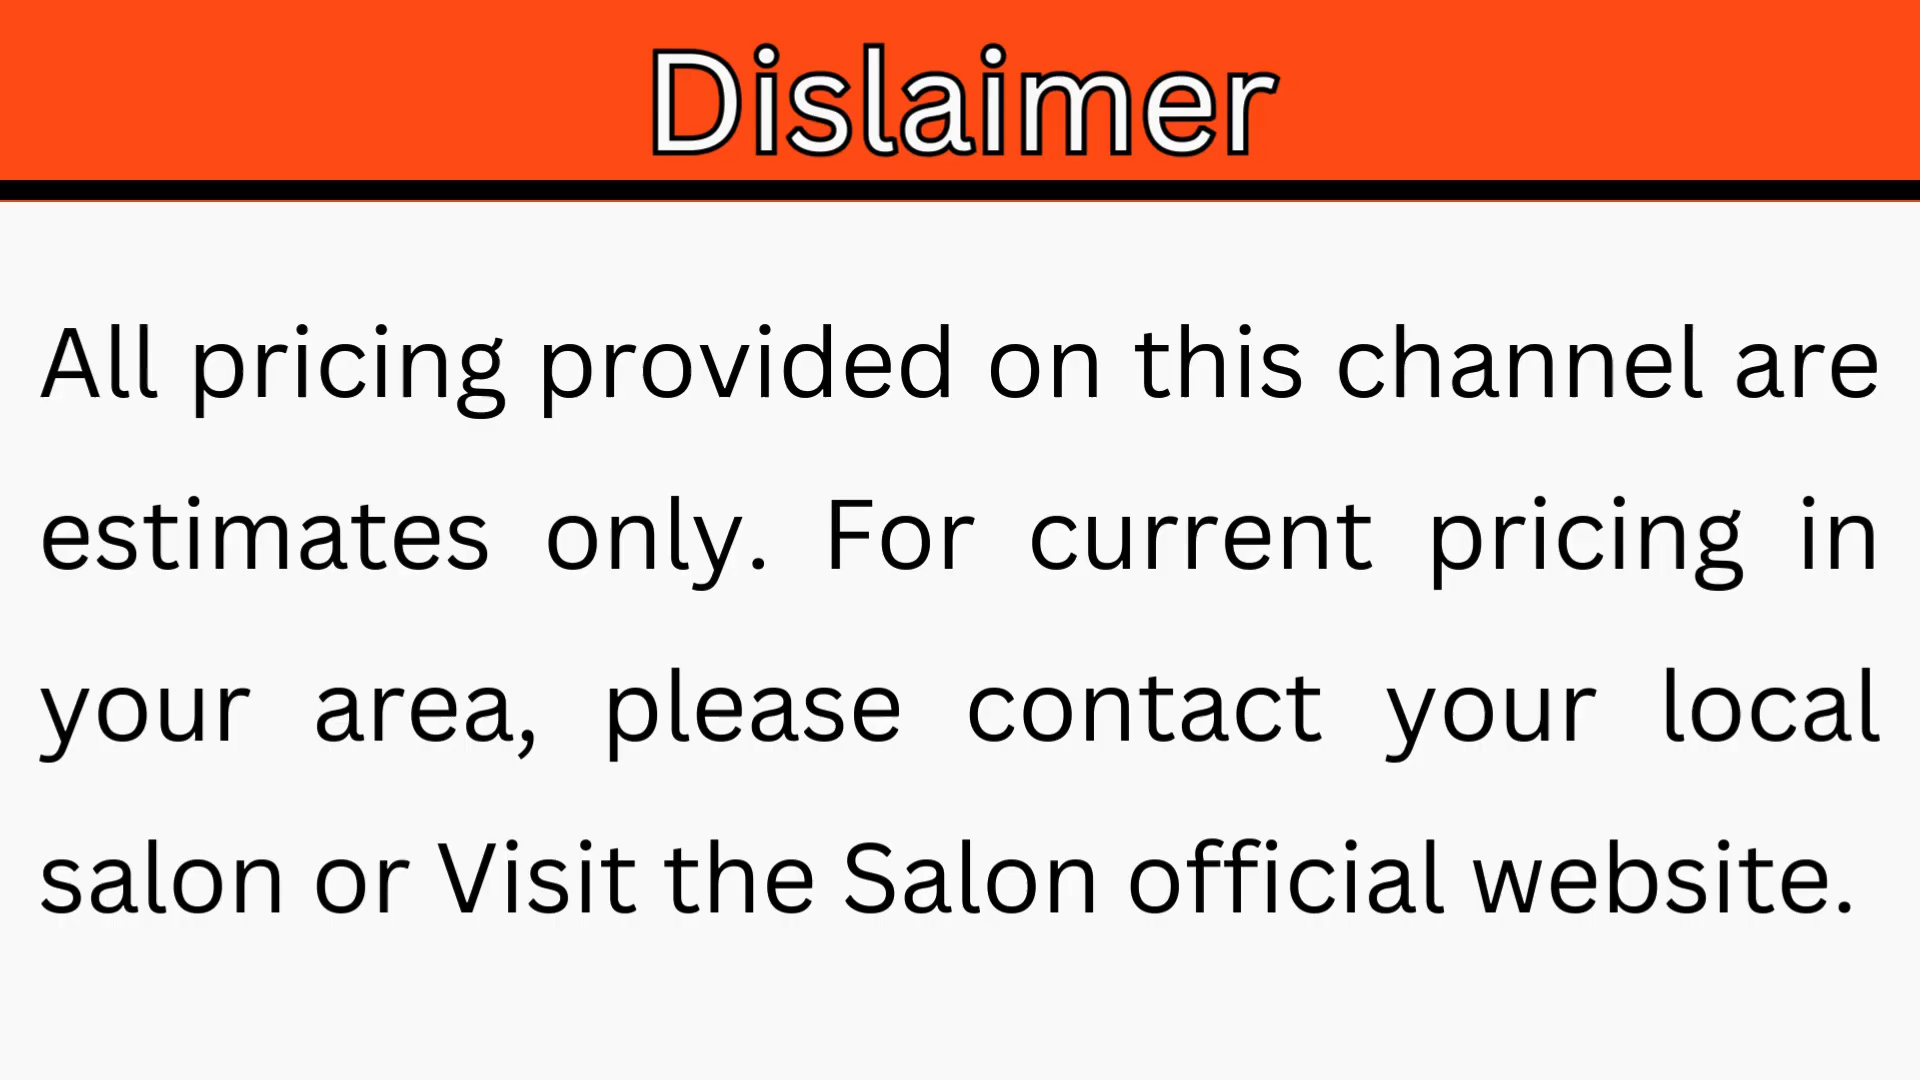 Dislaimer
All pricing provided on this channel are
estimates only. For current pricing in
your area, please contact your local
salon or Visit the Salon official website.